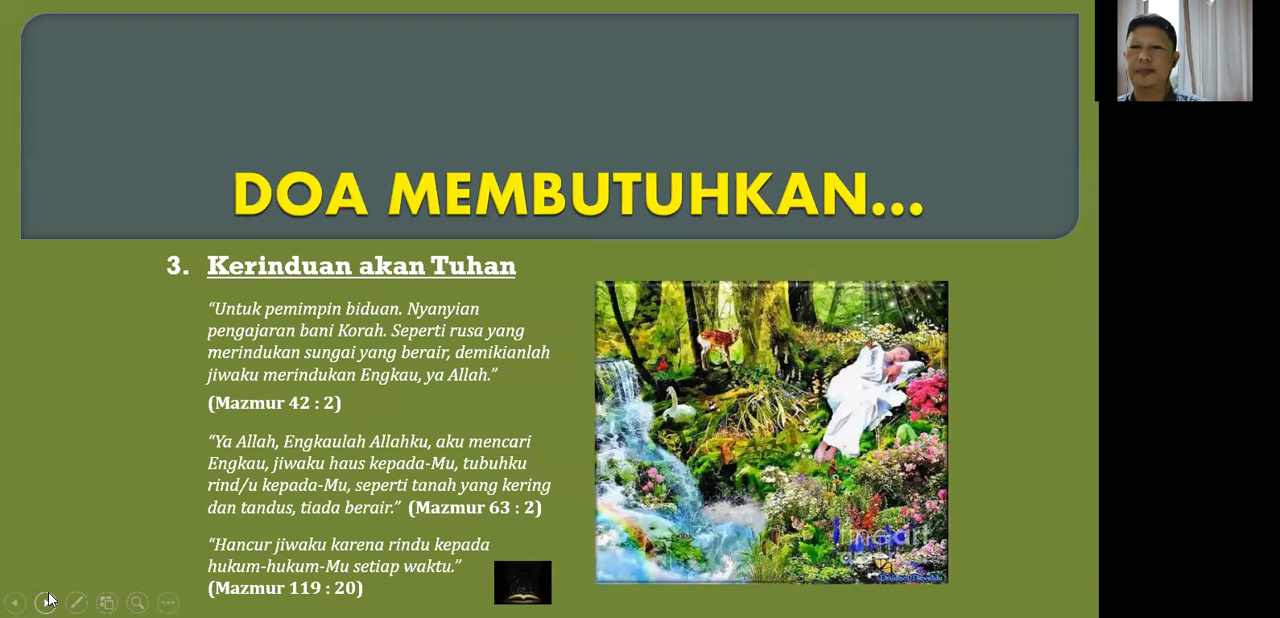 DOA MEMBUTUHKAN...
3. Kerinduan akan Tuhan
“Untuk pemimpin biduan. Nyanyian
pengajaran bani Korah. Seperti rusa yang
merindukan sungai yang berair, demikianlah
jiwaku merindukan Engkau, ya Allah.”
(Mazmur 42 : 2)
“Ya Allah, Engkaulah Allahku, aku mencari
Engkau, jiwaku haus kepada-Mu, tubuhku
rind/u kepada-Mu, seperti tanah yang kering
dan tandus, tiada berair.” (Mazmur 63 : 2)
“Hancur jiwaku karena rindu kepada
hukum-hukum-Mu setiap waktu.”
(Mazmur 119 : 20)